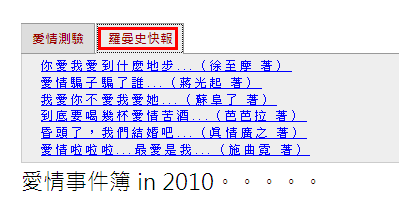 愛情測驗 羅曼史快報
你愛我愛到什麼地步...(徐至摩 著)
愛情騙子騙了誰...(蔣光起 著)
我愛你不愛我愛她...(蘇阜了 著)
到底要喝幾杯愛情苦酒...(芭芭拉 著)
昏頭了，我們結婚吧...(真情廣之 著)
愛情啦啦啦...最愛是我...(施曲霓 著)
愛情事件簿 in 2010。。。。。